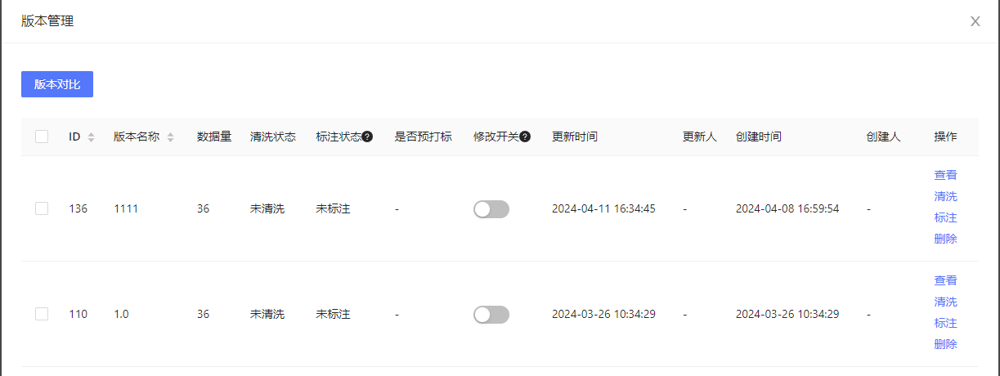 版本管理
版本对比
ID 版本名称 数据量 清洗状态 标注状态 是否预打标 修改开关 更新时间 更新人 创建时间 创建人 操作
136 1111 36 未清洗 未标注 - 2024-04-11 16:34:45 - 2024-04-08 16:59:54 - 查看
清洗
标注
删除
110 1.0 36 未清洗 未标注 - 2024-03-26 10:34:29 - 2024-03-26 10:34:29 - 查看
清洗
标注
删除